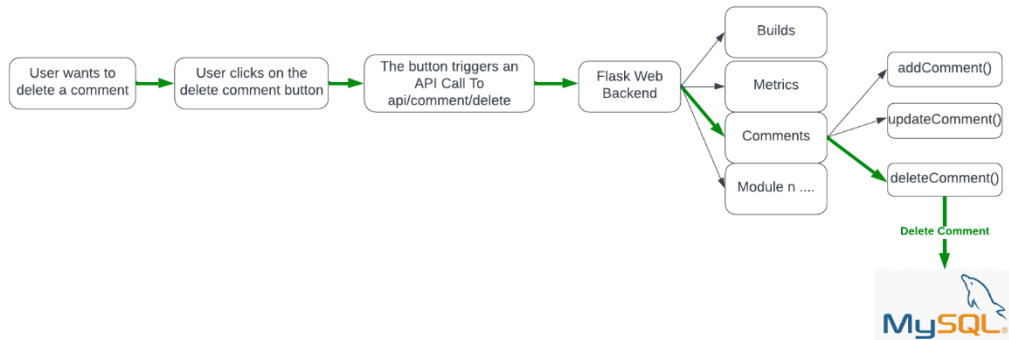 User wants to
delete a comment
User clicks on the
delete comment button
The button triggers an
API Call To
api/comment/delete
Flask Web
Backend
Builds
Metrics
Comments
Module n ....
addComment()
updateComment()
deleteComment()
Delete Comment
MySQL®